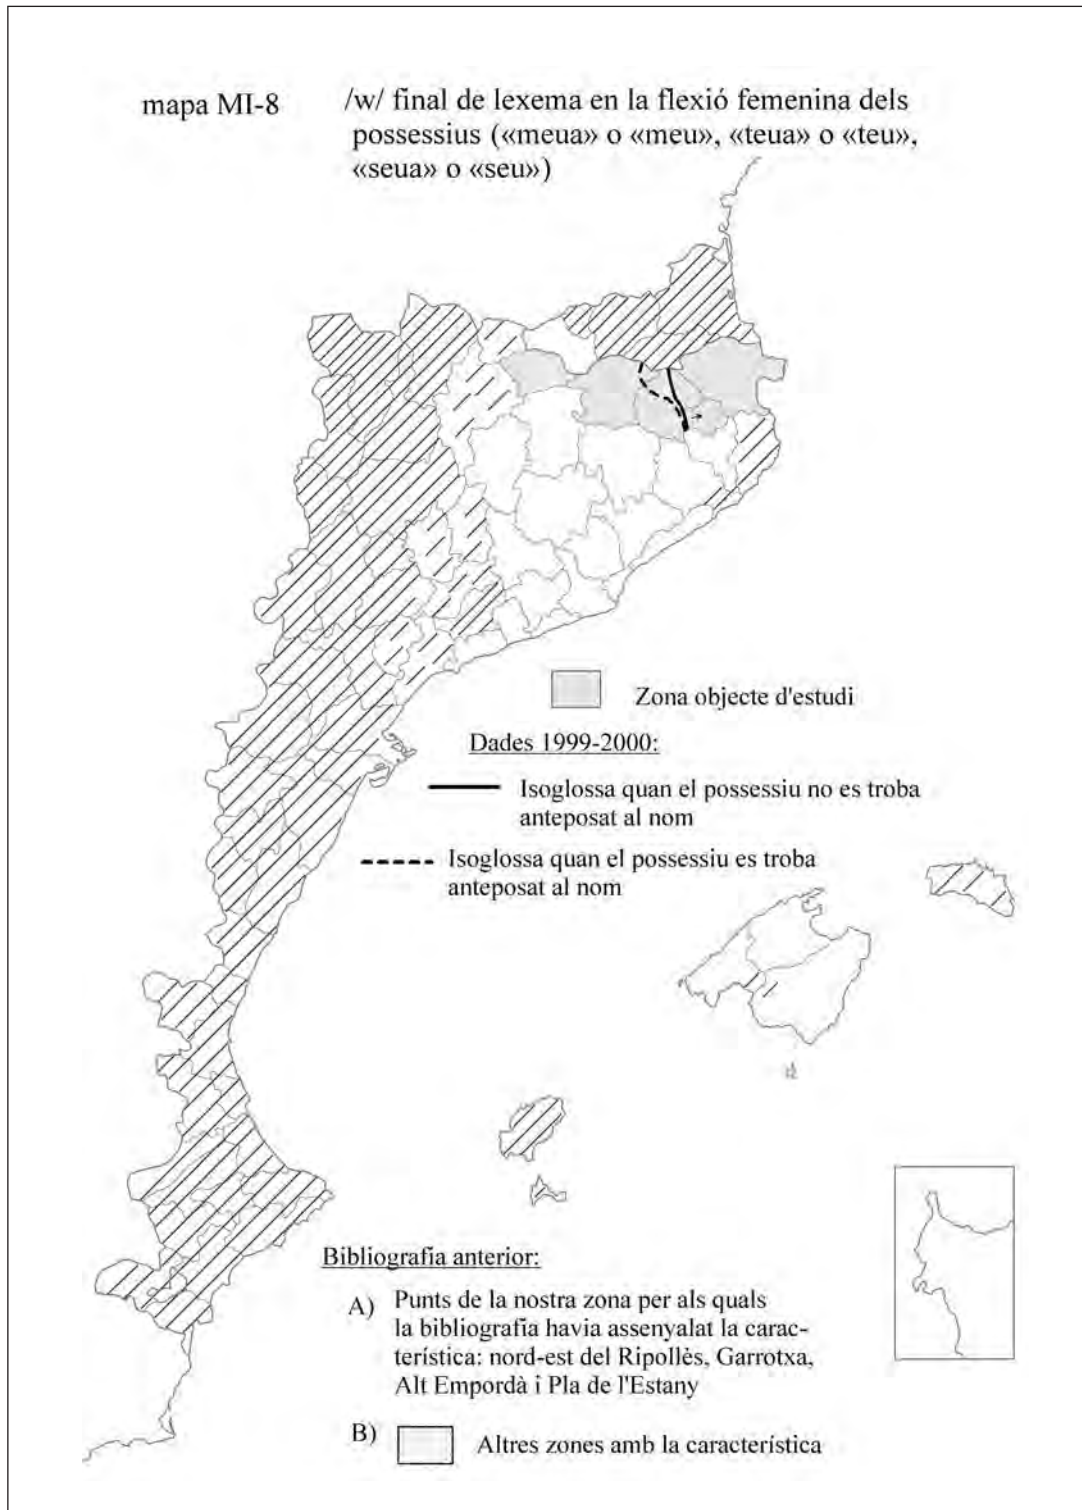 mapa MI-8
/w/ final de lexema en la flexió femenina dels
possessius («meua» o «meu», «teua» o «teu»,
«seua» o «seu»)
Zona objecte d'estudi
Dades 1999-2000:
Isoglossa quan el possessiu no es troba
anteposat al nom
Isoglossa quan el possessiu es troba
anteposat al nom
Bibliografia anterior:
A) Punts de la nostra zona per als quals
la bibliografia havia assenyalat la carac-
terística: nord-est del Ripollès, Garrotxa,
Alt Empordà i Pla de l'Estany
B) Altres zones amb la característica